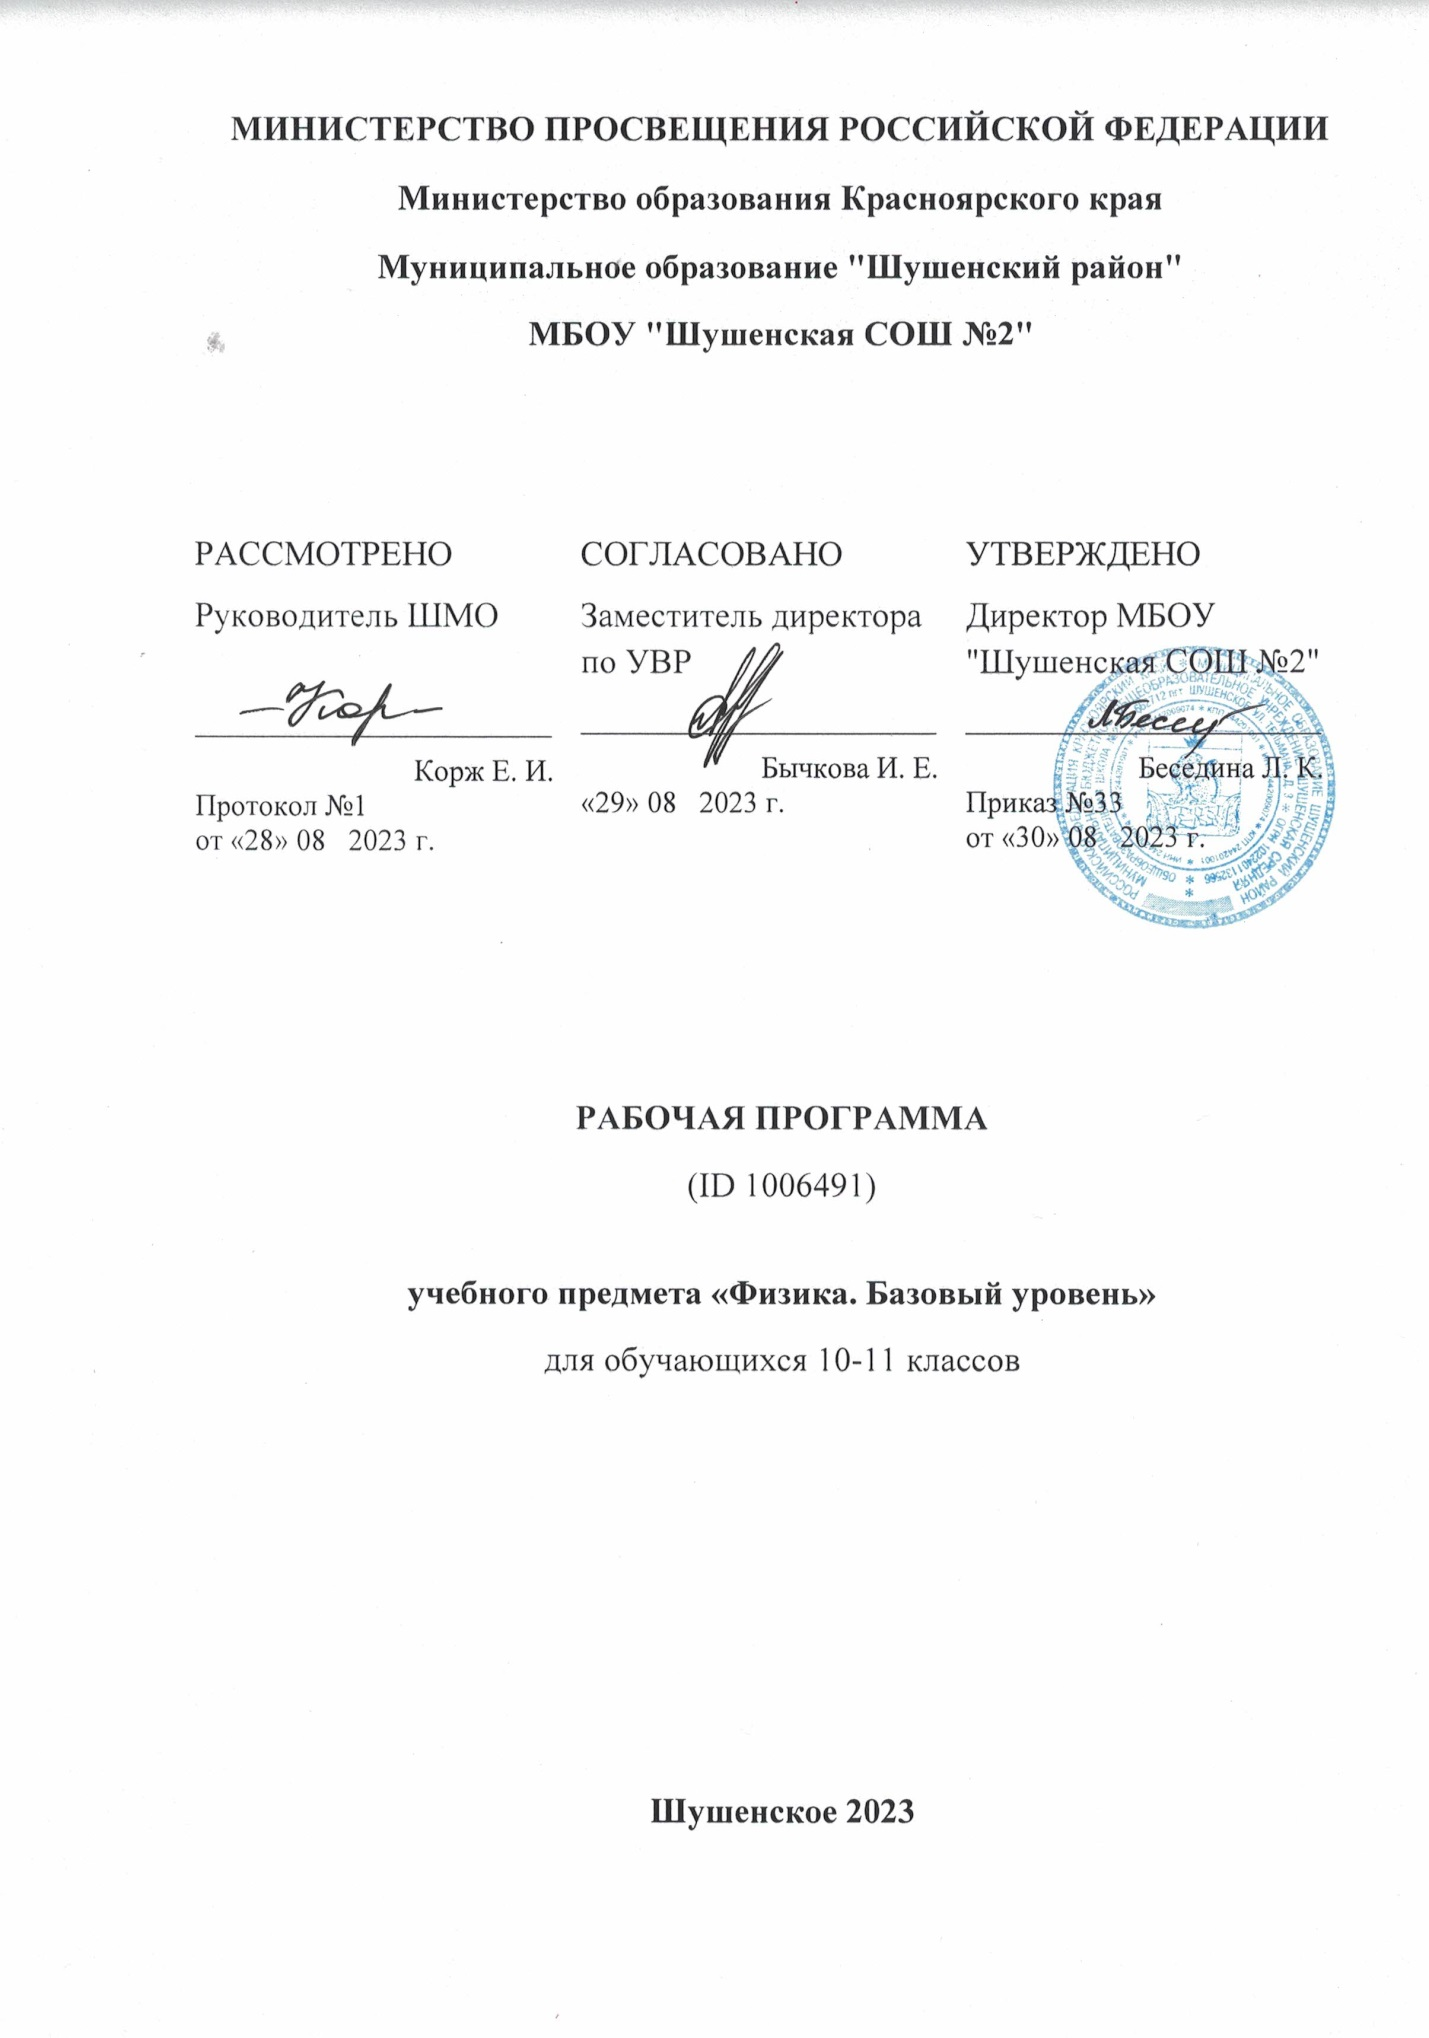 МИНИСТЕРСТВО ПРОСВЕЩЕНИЯ РОССИЙСКОЙ ФЕДЕРАЦИИ
Министерство образования Красноярского края
Муниципальное образование "Шушенский район"
МБОУ "Шушенская СОШ №2"
РАССМОТРЕНО
Руководитель ШМО
Корж Е. И.
Протокол №1
от «28» 08 2023 г.
СОГЛАСОВАНО
Заместитель директора
по УВР
Бычкова И. Е.
«29» 08 2023 г.
УТВЕРЖДЕНО
Директор МБОУ
"Шушенская СОШ №2"
Беседина Л. К.
Приказ №33
от «30» 08 2023 г.
РАБОЧАЯ ПРОГРАММА
(ID 1006491)
учебного предмета «Физика. Базовый уровень»
для обучающихся 10-11 классов
Шушенское 2023